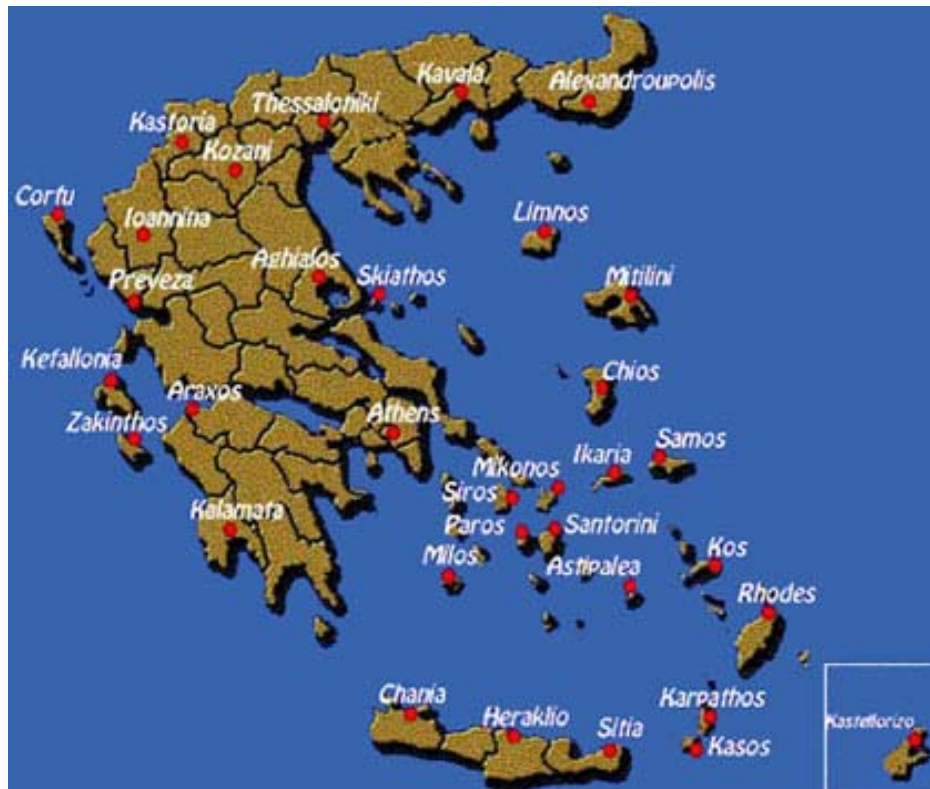 Kavala
Alexandroupolis
Thessaloniki
Kastoria
Kozani
Corfu
Ioannina
Limnos
Aghialos
Skiathos
Mitilini
Preveza
Kefallonia
Chios
Araxos
Zakinthos
Athens
Samos
Ikaria
Mikonos
Siros
Kalamata
Paros
Santorini
Milos
Astipalea
Kos
Rhodes
Chania
Heraklio
Sitia
Karpathos
Kasos
Kastellorizo